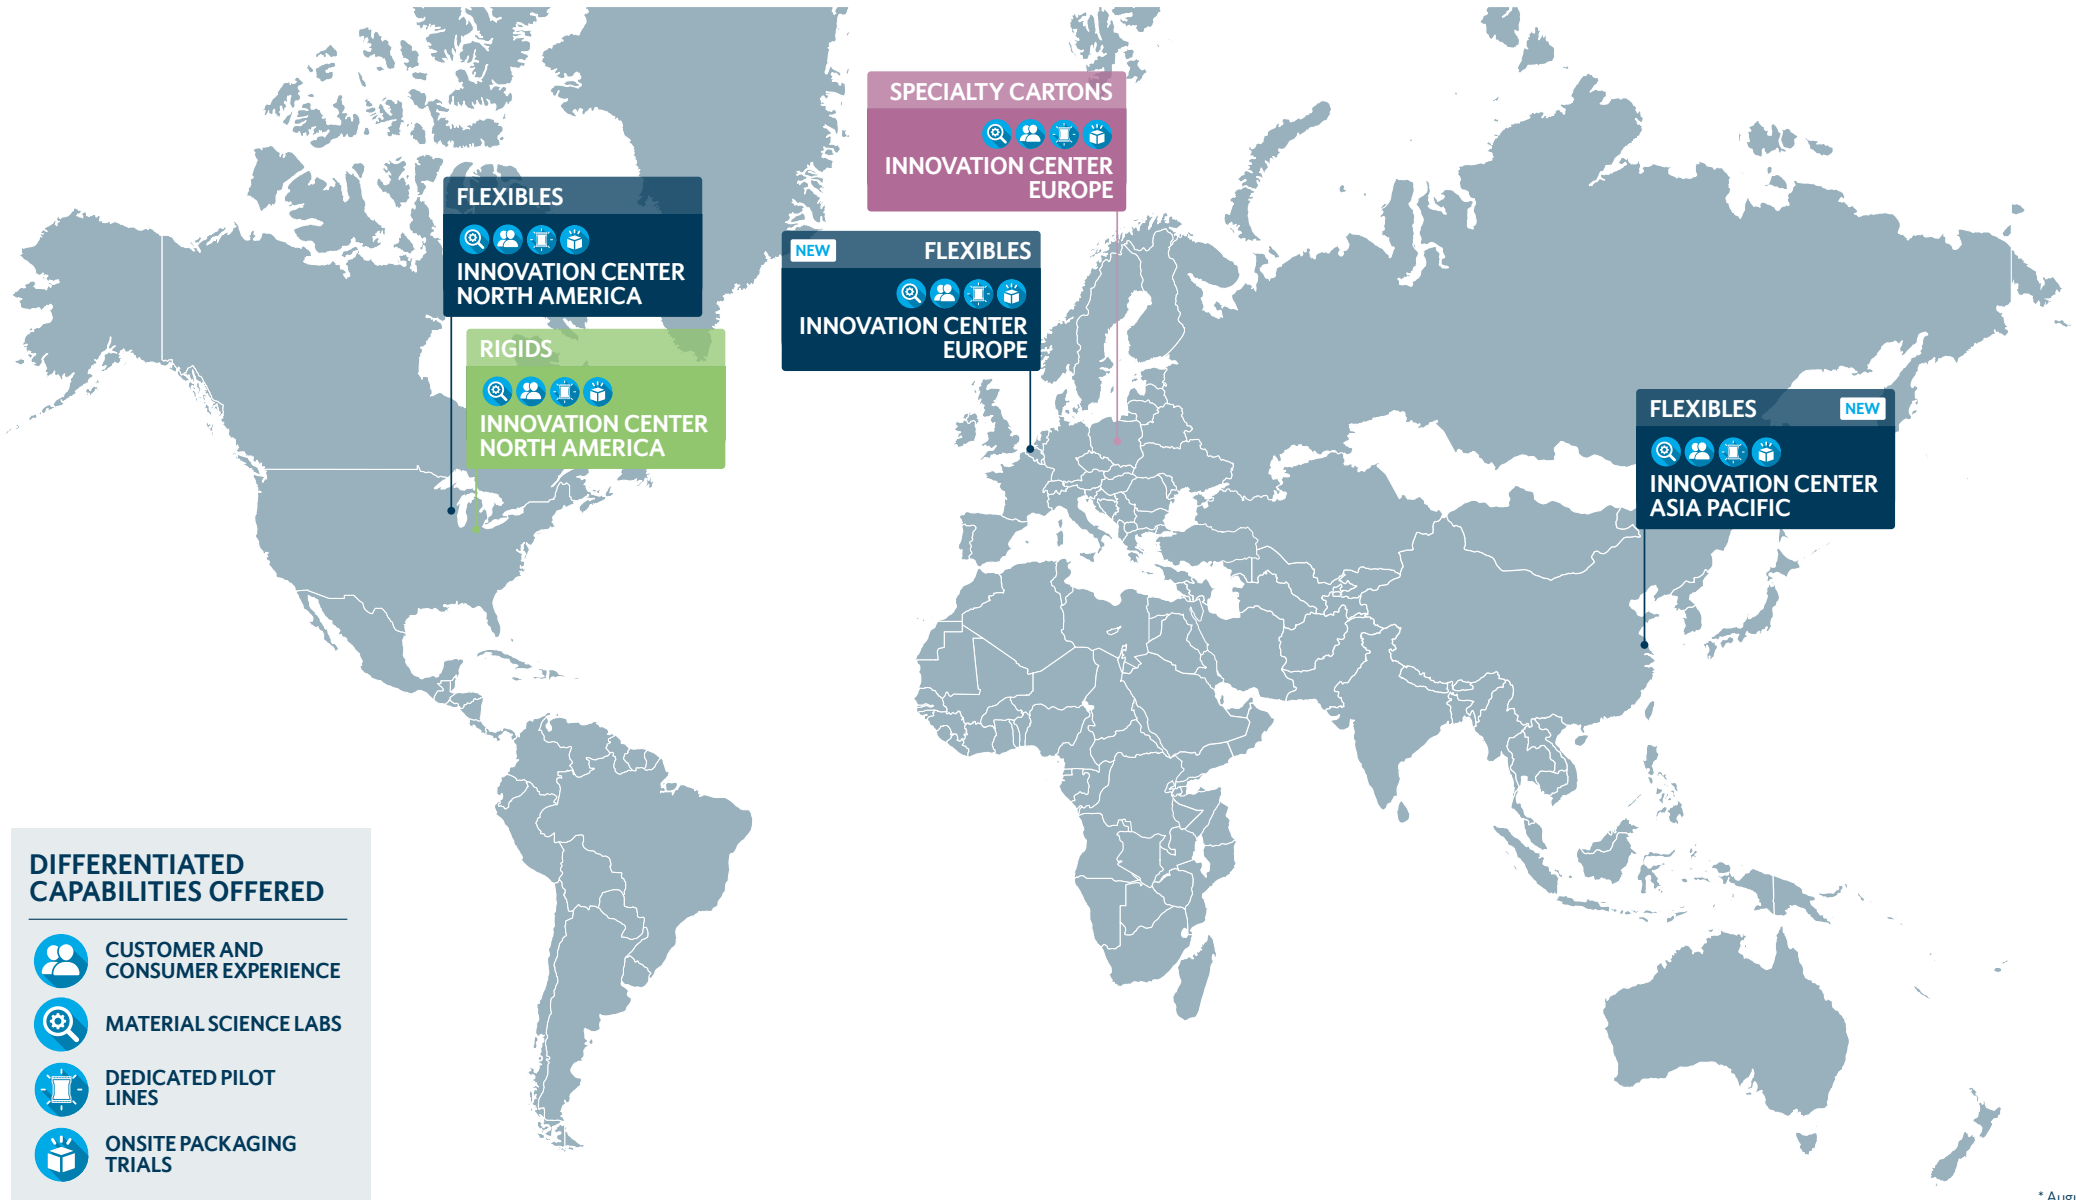 SPECIALTY CARTONS
INNOVATION CENTER
EUROPE
FLEXIBLES
INNOVATION CENTER
NORTH AMERICA
NEW
FLEXIBLES
INNOVATION CENTER
EUROPE
RIGIDS
INNOVATION CENTER
NORTH AMERICA
FLEXIBLES
NEW
INNOVATION CENTER
ASIA PACIFIC
DIFFERENTIATED
CAPABILITIES OFFERED
CUSTOMER AND
CONSUMER EXPERIENCE
MATERIAL SCIENCE LABS
DEDICATED PILOT
LINES
ONSITE PACKAGING
TRIALS